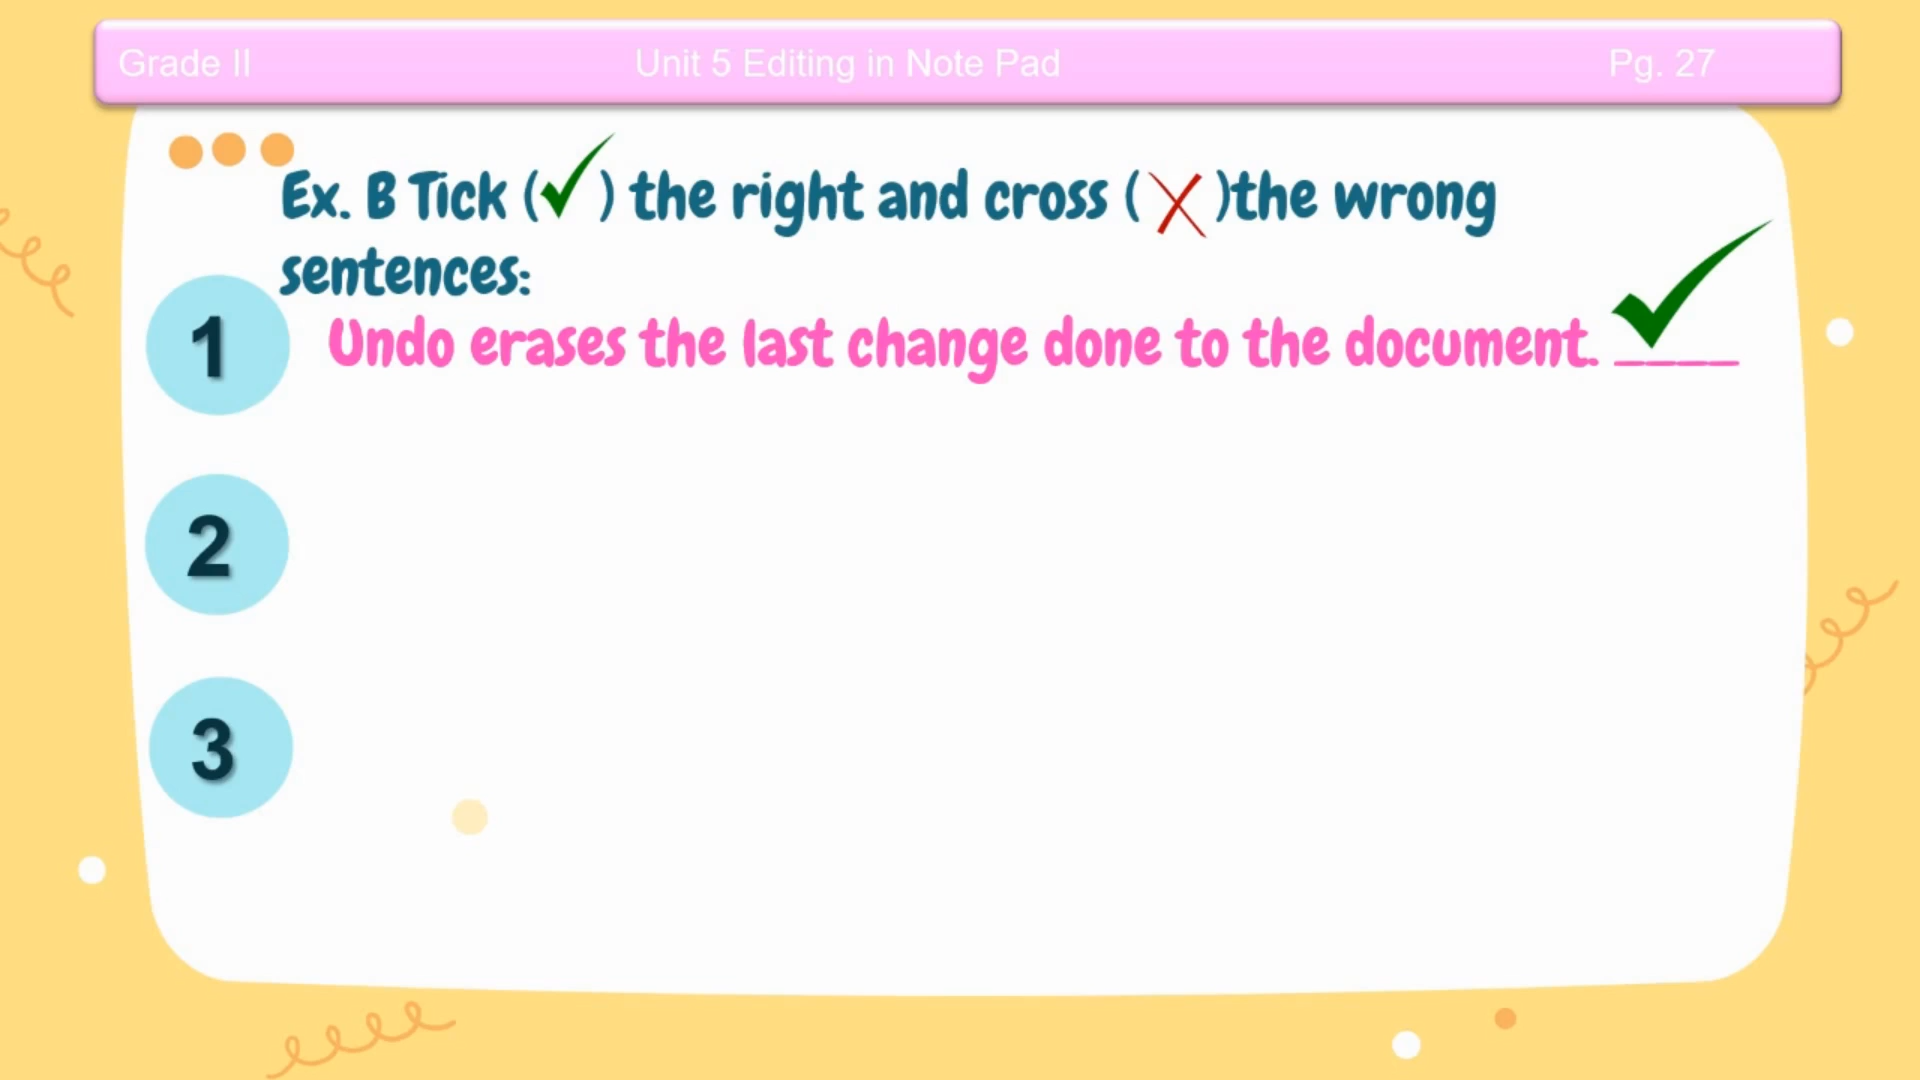 Grade II Unit 5 Editing in Note Pad Pg. 27
Ex. B Tick (✓) the right and cross (✗)the wrong
sentences:
1 Undo erases the last change done to the document. ____
2
3